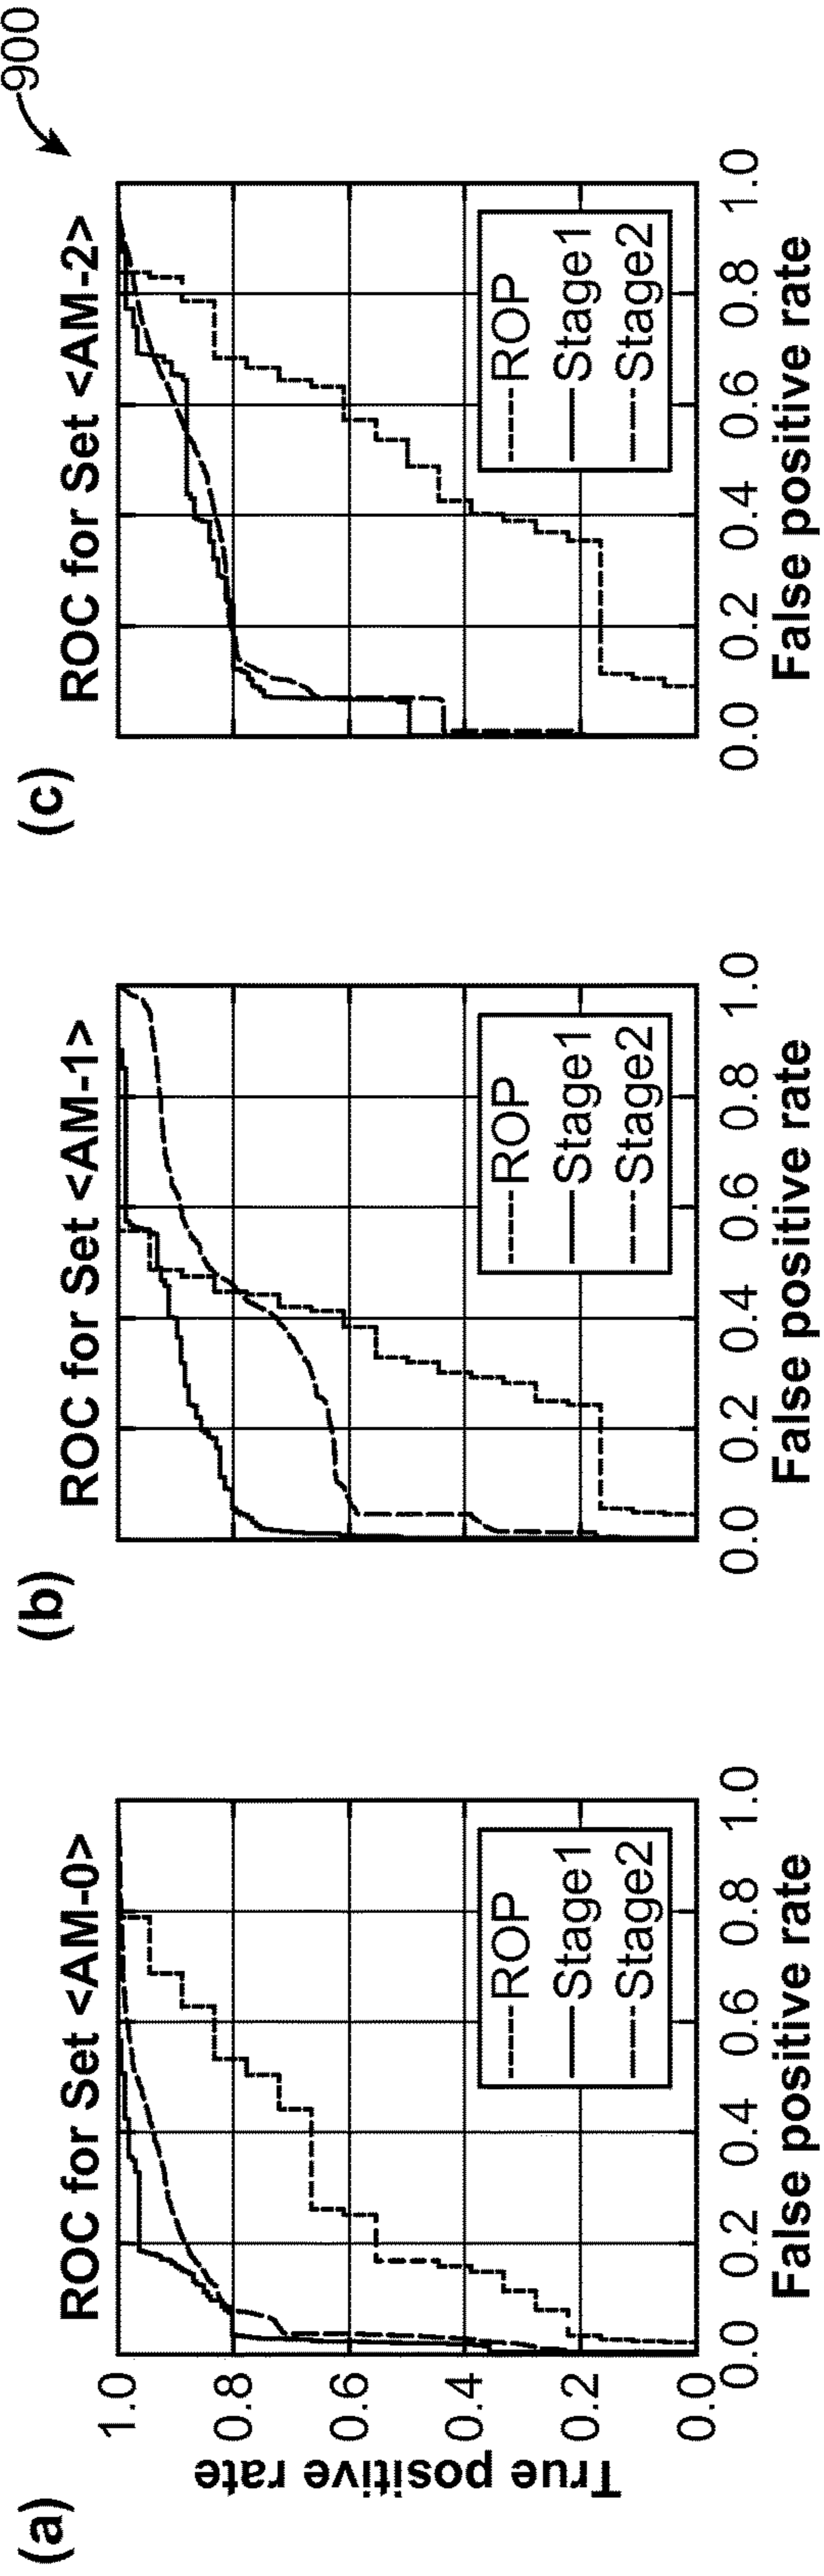 900
(a)
ROC for Set <AM-0>
True positive rate
1.0
0.8
0.6
0.4
0.2
0.0
ROP
Stage1
Stage2
0.0 0.2 0.4 0.6 0.8 1.0
False positive rate
(b)
ROC for Set <AM-1>
ROP
Stage1
Stage2
0.0 0.2 0.4 0.6 0.8 1.0
False positive rate
(c)
ROC for Set <AM-2>
ROP
Stage1
Stage2
0.0 0.2 0.4 0.6 0.8 1.0
False positive rate